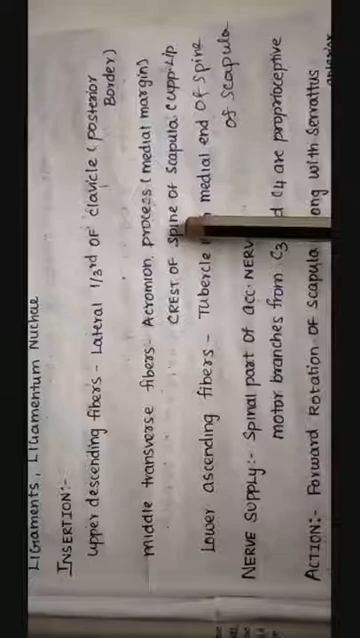 Ligaments, Ligamentum Nuchae
INSERTION:-
upper descending fibers- Lateral 1/3rd OF clavicle (posterior
Border)
middle transverse fibers- Acromion process (medial margin)
CREST OF Spine OF Scapula (upp. Lip
Lower ascending fibers- Tubercle medial end OF spine
OF scapula
NERVE SUPPLY:- Spinal part of acc. NERV
motor branches from C3 C4 are proprioceptive
ACTION:- Forward Rotation OF Scapula ong with Serrattus
anterior